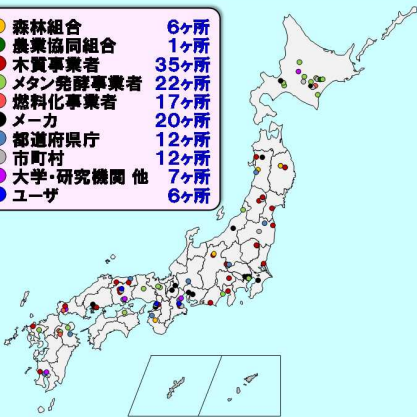 森林組合 6ヶ所
農業協同組合 1ヶ所
木質事業者 35ヶ所
メタン発酵事業者 22ヶ所
燃料化事業者 17ヶ所
メーカ 20ヶ所
都道府県庁 12ヶ所
市町村 12ヶ所
大学・研究機関 他 7ヶ所
ユーザ 6ヶ所